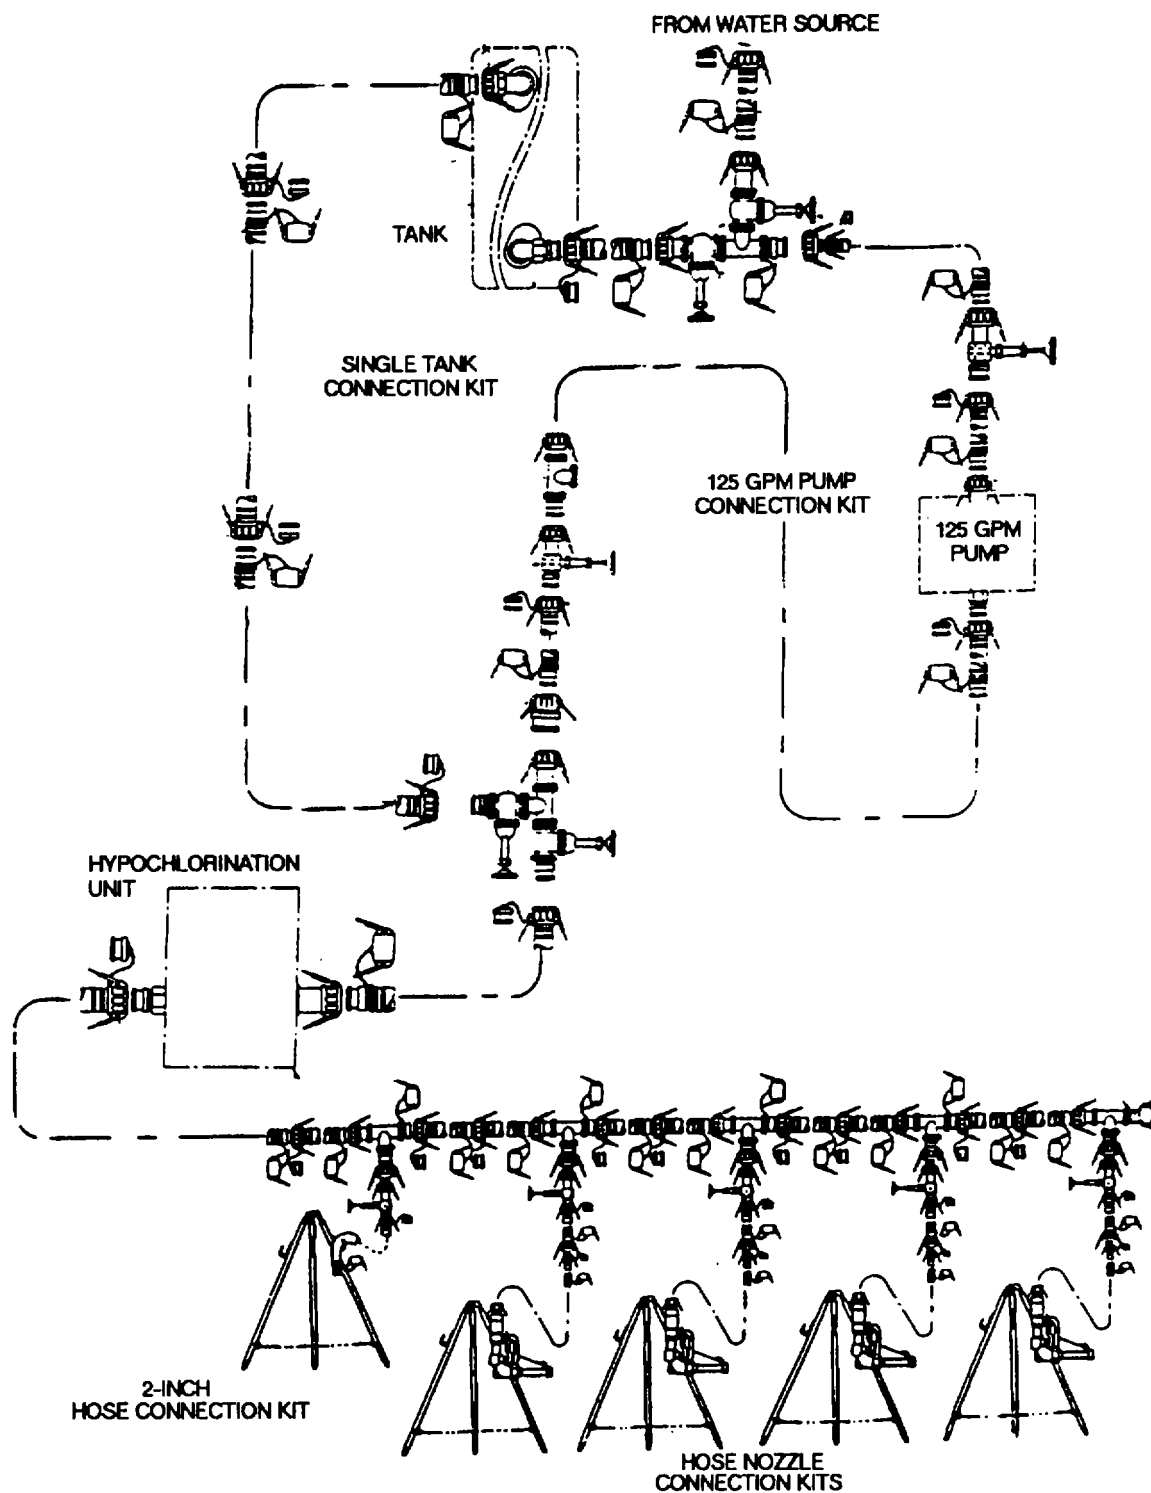 FROM WATER SOURCE
TANK
SINGLE TANK
CONNECTION KIT
125 GPM PUMP
CONNECTION KIT
125 GPM
PUMP
HYPOCHLORINATION
UNIT
2-INCH
HOSE CONNECTION KIT
HOSE NOZZLE
CONNECTION KITS